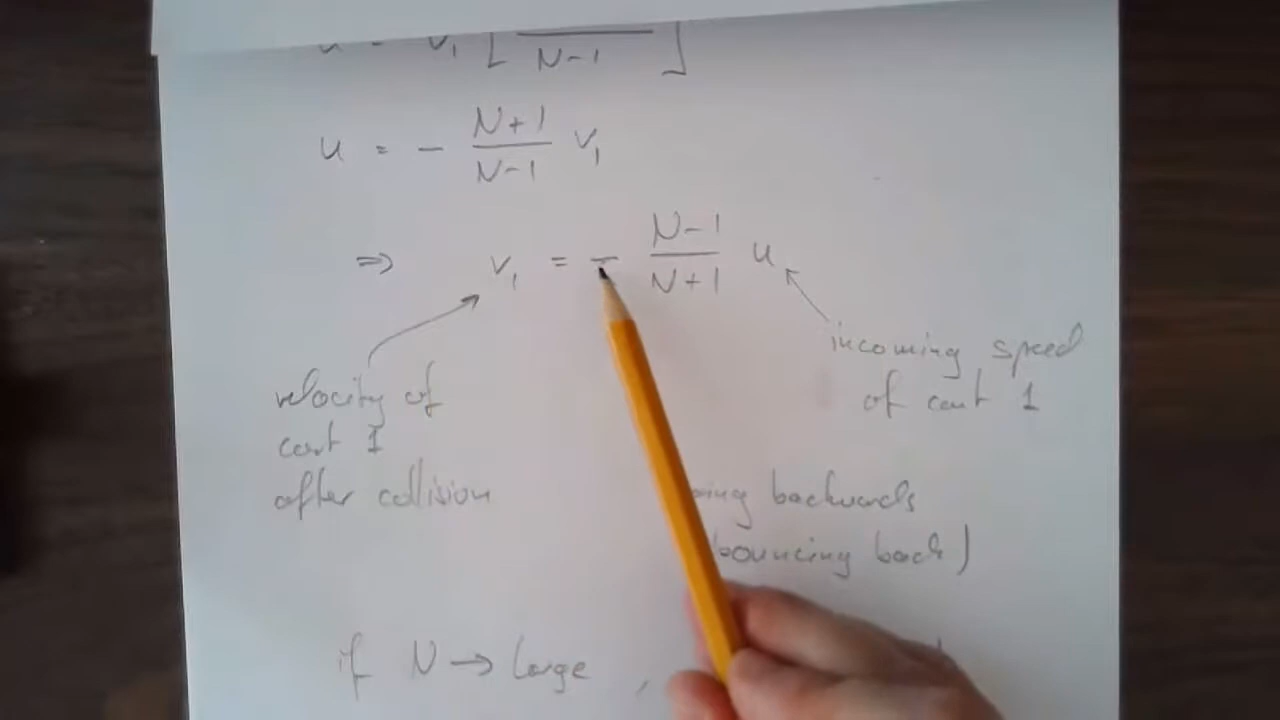 u = v₁ [ N-1 ]
u = - N+1 / N-1 v₁
⇒ v₁ = - N-1 / N+1 u
incoming speed
of cart 1
velocity of
cart 1
after collision
backwards
bouncing back)
if N → large ,